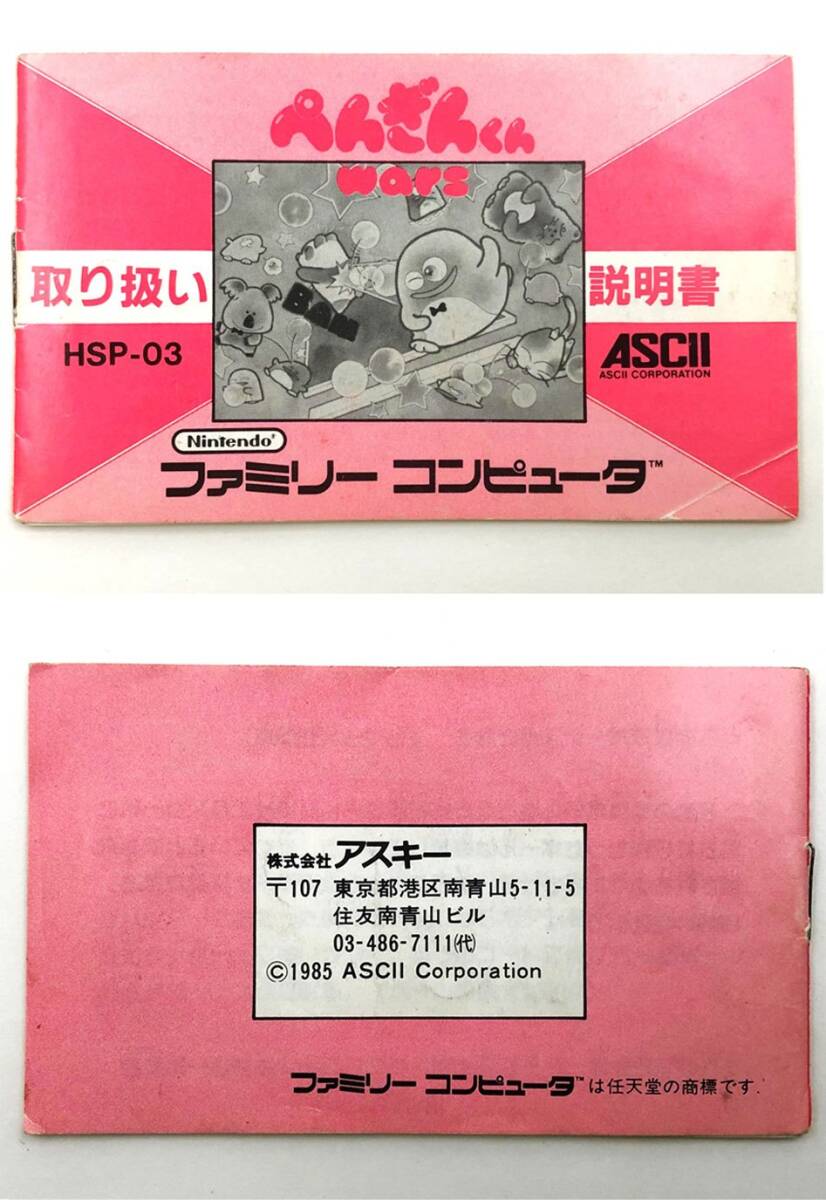 ぺんぎんくん
wars
取り扱い
説明書
HSP-03
ASCII
ASCII CORPORATION
Nintendo®
ファミリー コンピュータ™
株式会社 アスキー
〒107 東京都港区南青山5-11-5
住友南青山ビル
03-486-7111㈹
©1985 ASCII Corporation
ファミリー コンピュータ™は任天堂の商標です.